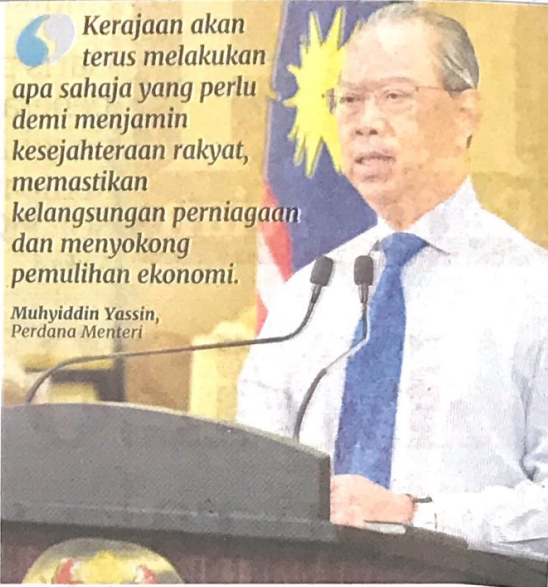 Kerajaan akan
terus melakukan
apa sahaja yang perlu
demi menjamin
kesejahteraan rakyat,
memastikan
kelangsungan perniagaan
dan menyokong
pemulihan ekonomi.
Muhyiddin Yassin,
Perdana Menteri